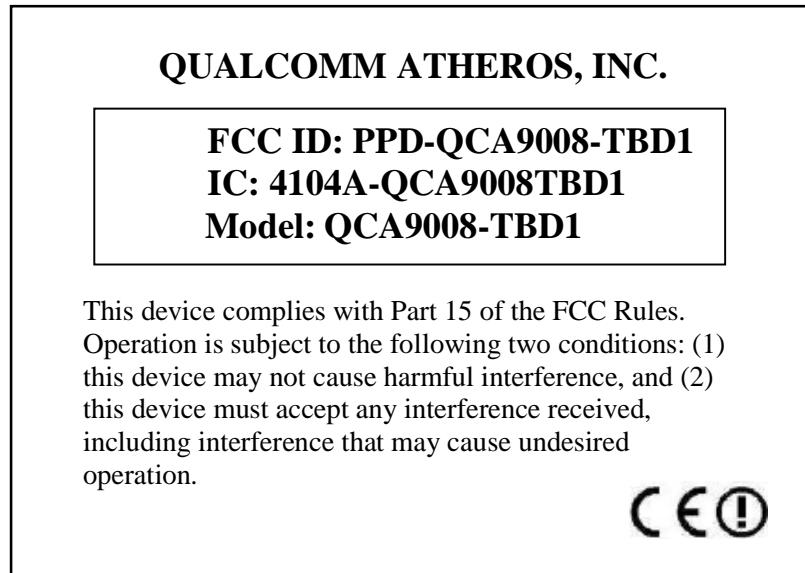 QUALCOMM ATHEROS, INC.
FCC ID: PPD-QCA9008-TBD1
IC: 4104A-QCA9008TBD1
Model: QCA9008-TBD1
This device complies with Part 15 of the FCC Rules.
Operation is subject to the following two conditions: (1)
this device may not cause harmful interference, and (2)
this device must accept any interference received,
including interference that may cause undesired
operation.
CE!